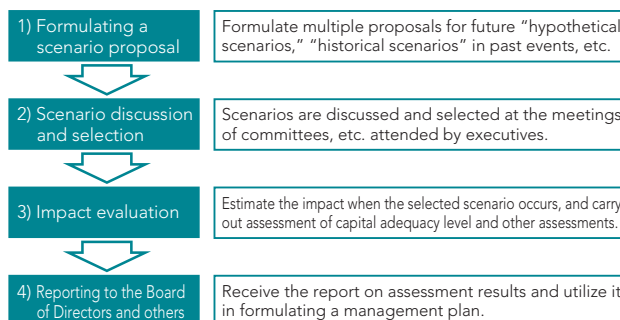 1) Formulating a
scenario proposal
Formulate multiple proposals for future “hypothetical
scenarios,” “historical scenarios” in past events, etc.
2) Scenario discussion
and selection
Scenarios are discussed and selected at the meetings
of committees, etc. attended by executives.
3) Impact evaluation
Estimate the impact when the selected scenario occurs, and carry
out assessment of capital adequacy level and other assessments.
4) Reporting to the Board
of Directors and others
Receive the report on assessment results and utilize it
in formulating a management plan.